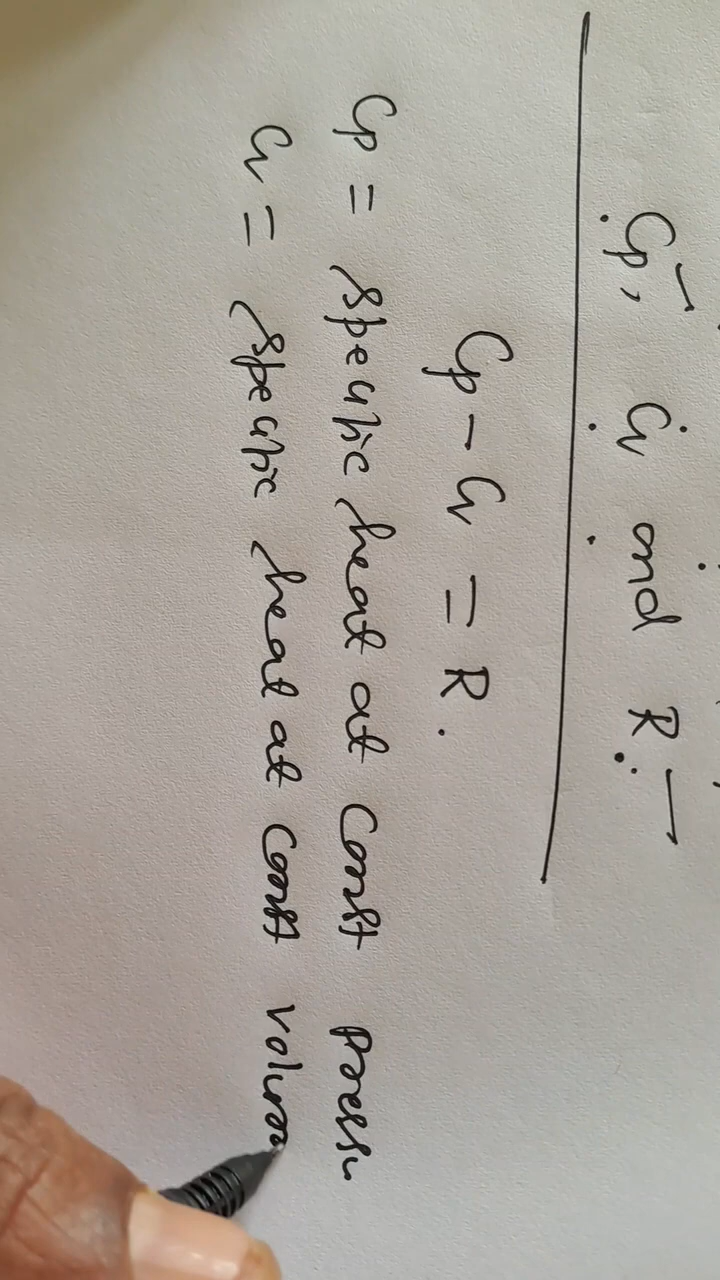 Cp, Cv and R :→
Cp - Cv = R.
Cp = specific heat at const pressu
Cv = specific heat at const volum